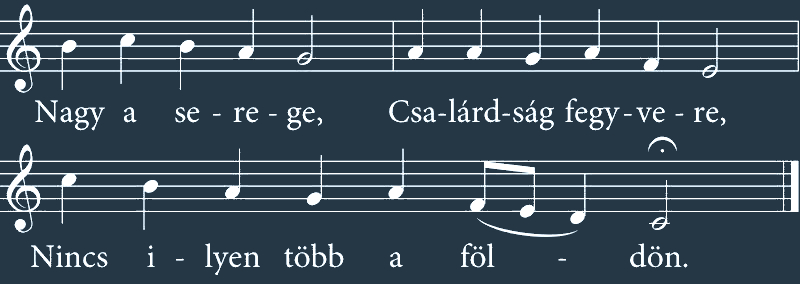 Nagy a se - re - ge, Csa-lárd-ság fegy-ve - re,
Nincs i - lyen több a föl - dön.